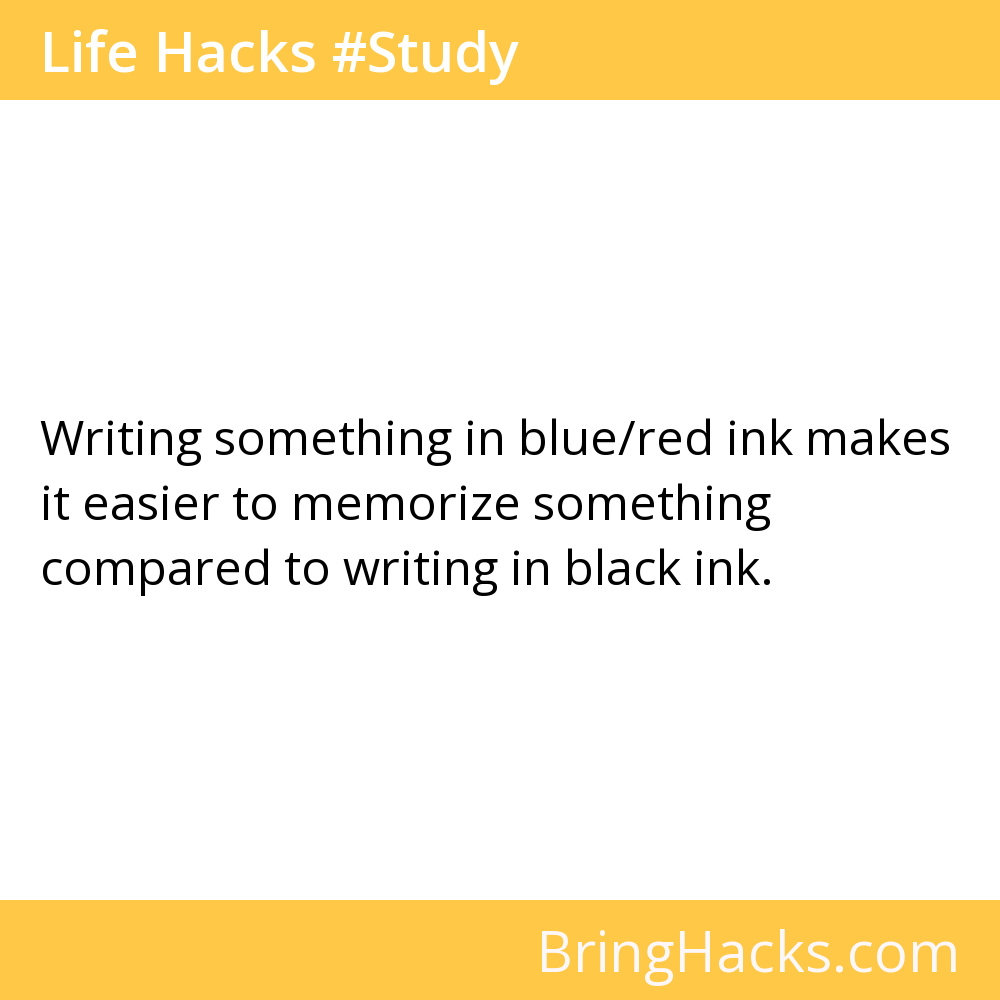 Life Hacks #Study
Writing something in blue/red ink makes
it easier to memorize something
compared to writing in black ink.
BringHacks.com